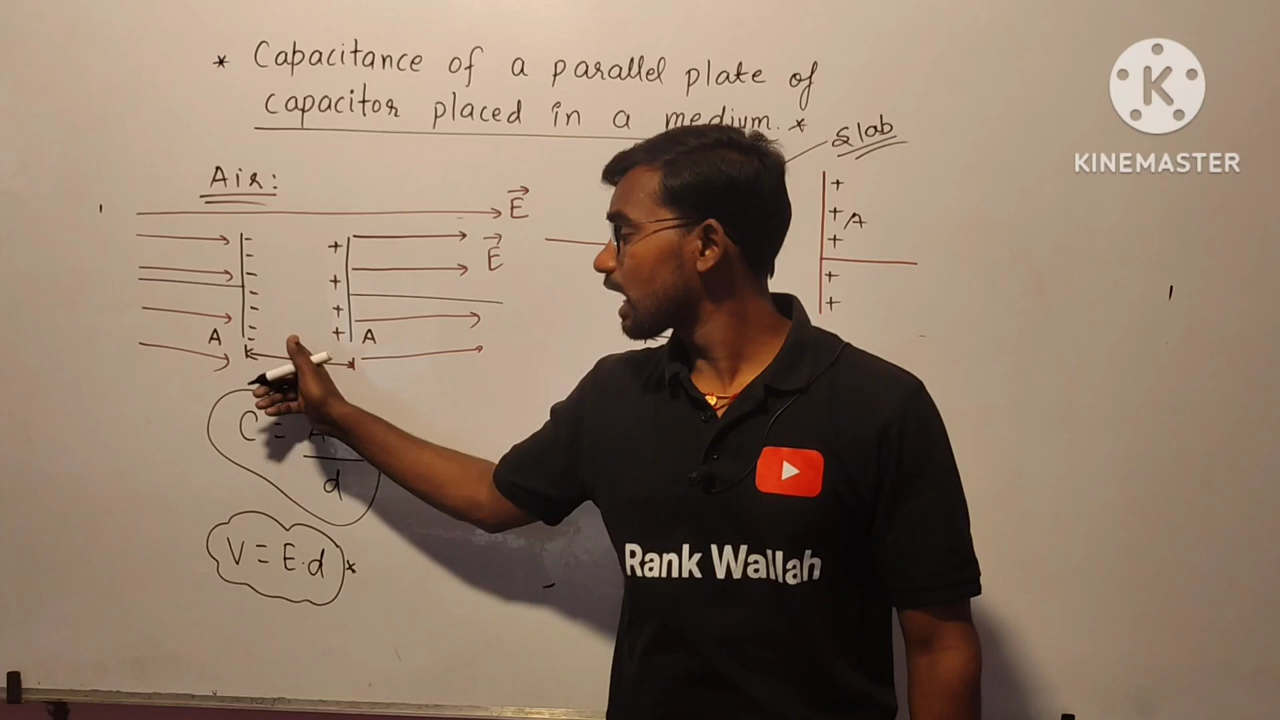 * Capacitance of a parallel plate of
capacitor placed in a medium. *
Slab
Air:
E
E
A
A
A
C =
d
V = E.d *
Rank Wallah
KINEMASTER